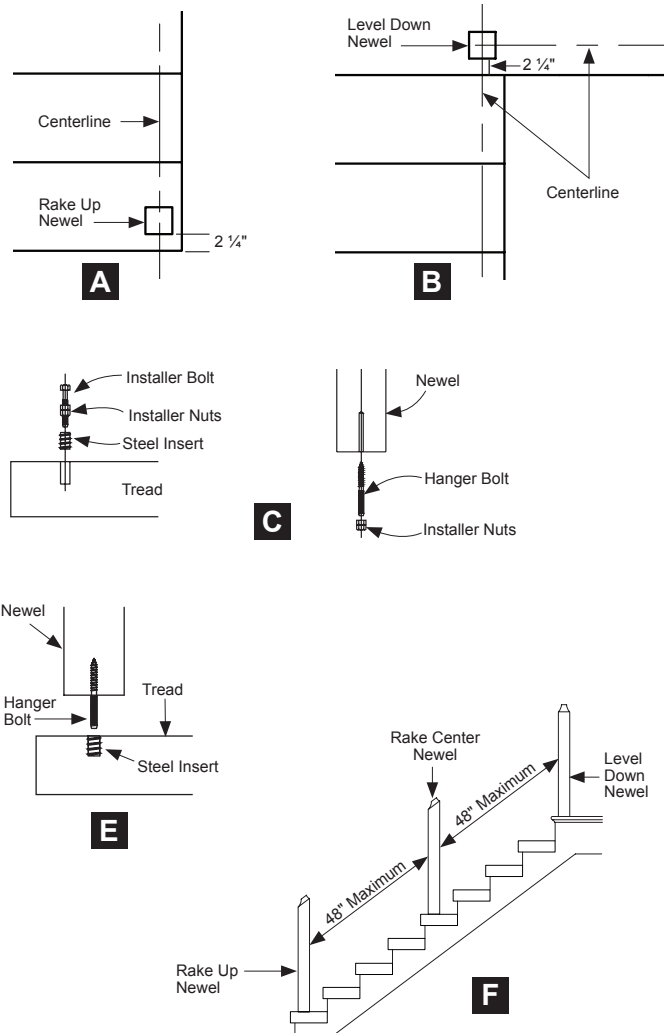 Centerline
Rake Up
Newel
2 ¼"
A
Level Down
Newel
2 ¼"
Centerline
B
Installer Bolt
Installer Nuts
Steel Insert
Tread
C
Newel
Hanger Bolt
Installer Nuts
Newel
Hanger
Bolt
Tread
Steel Insert
E
Rake Center
Newel
48" Maximum
Level
Down
Newel
48" Maximum
Rake Up
Newel
F